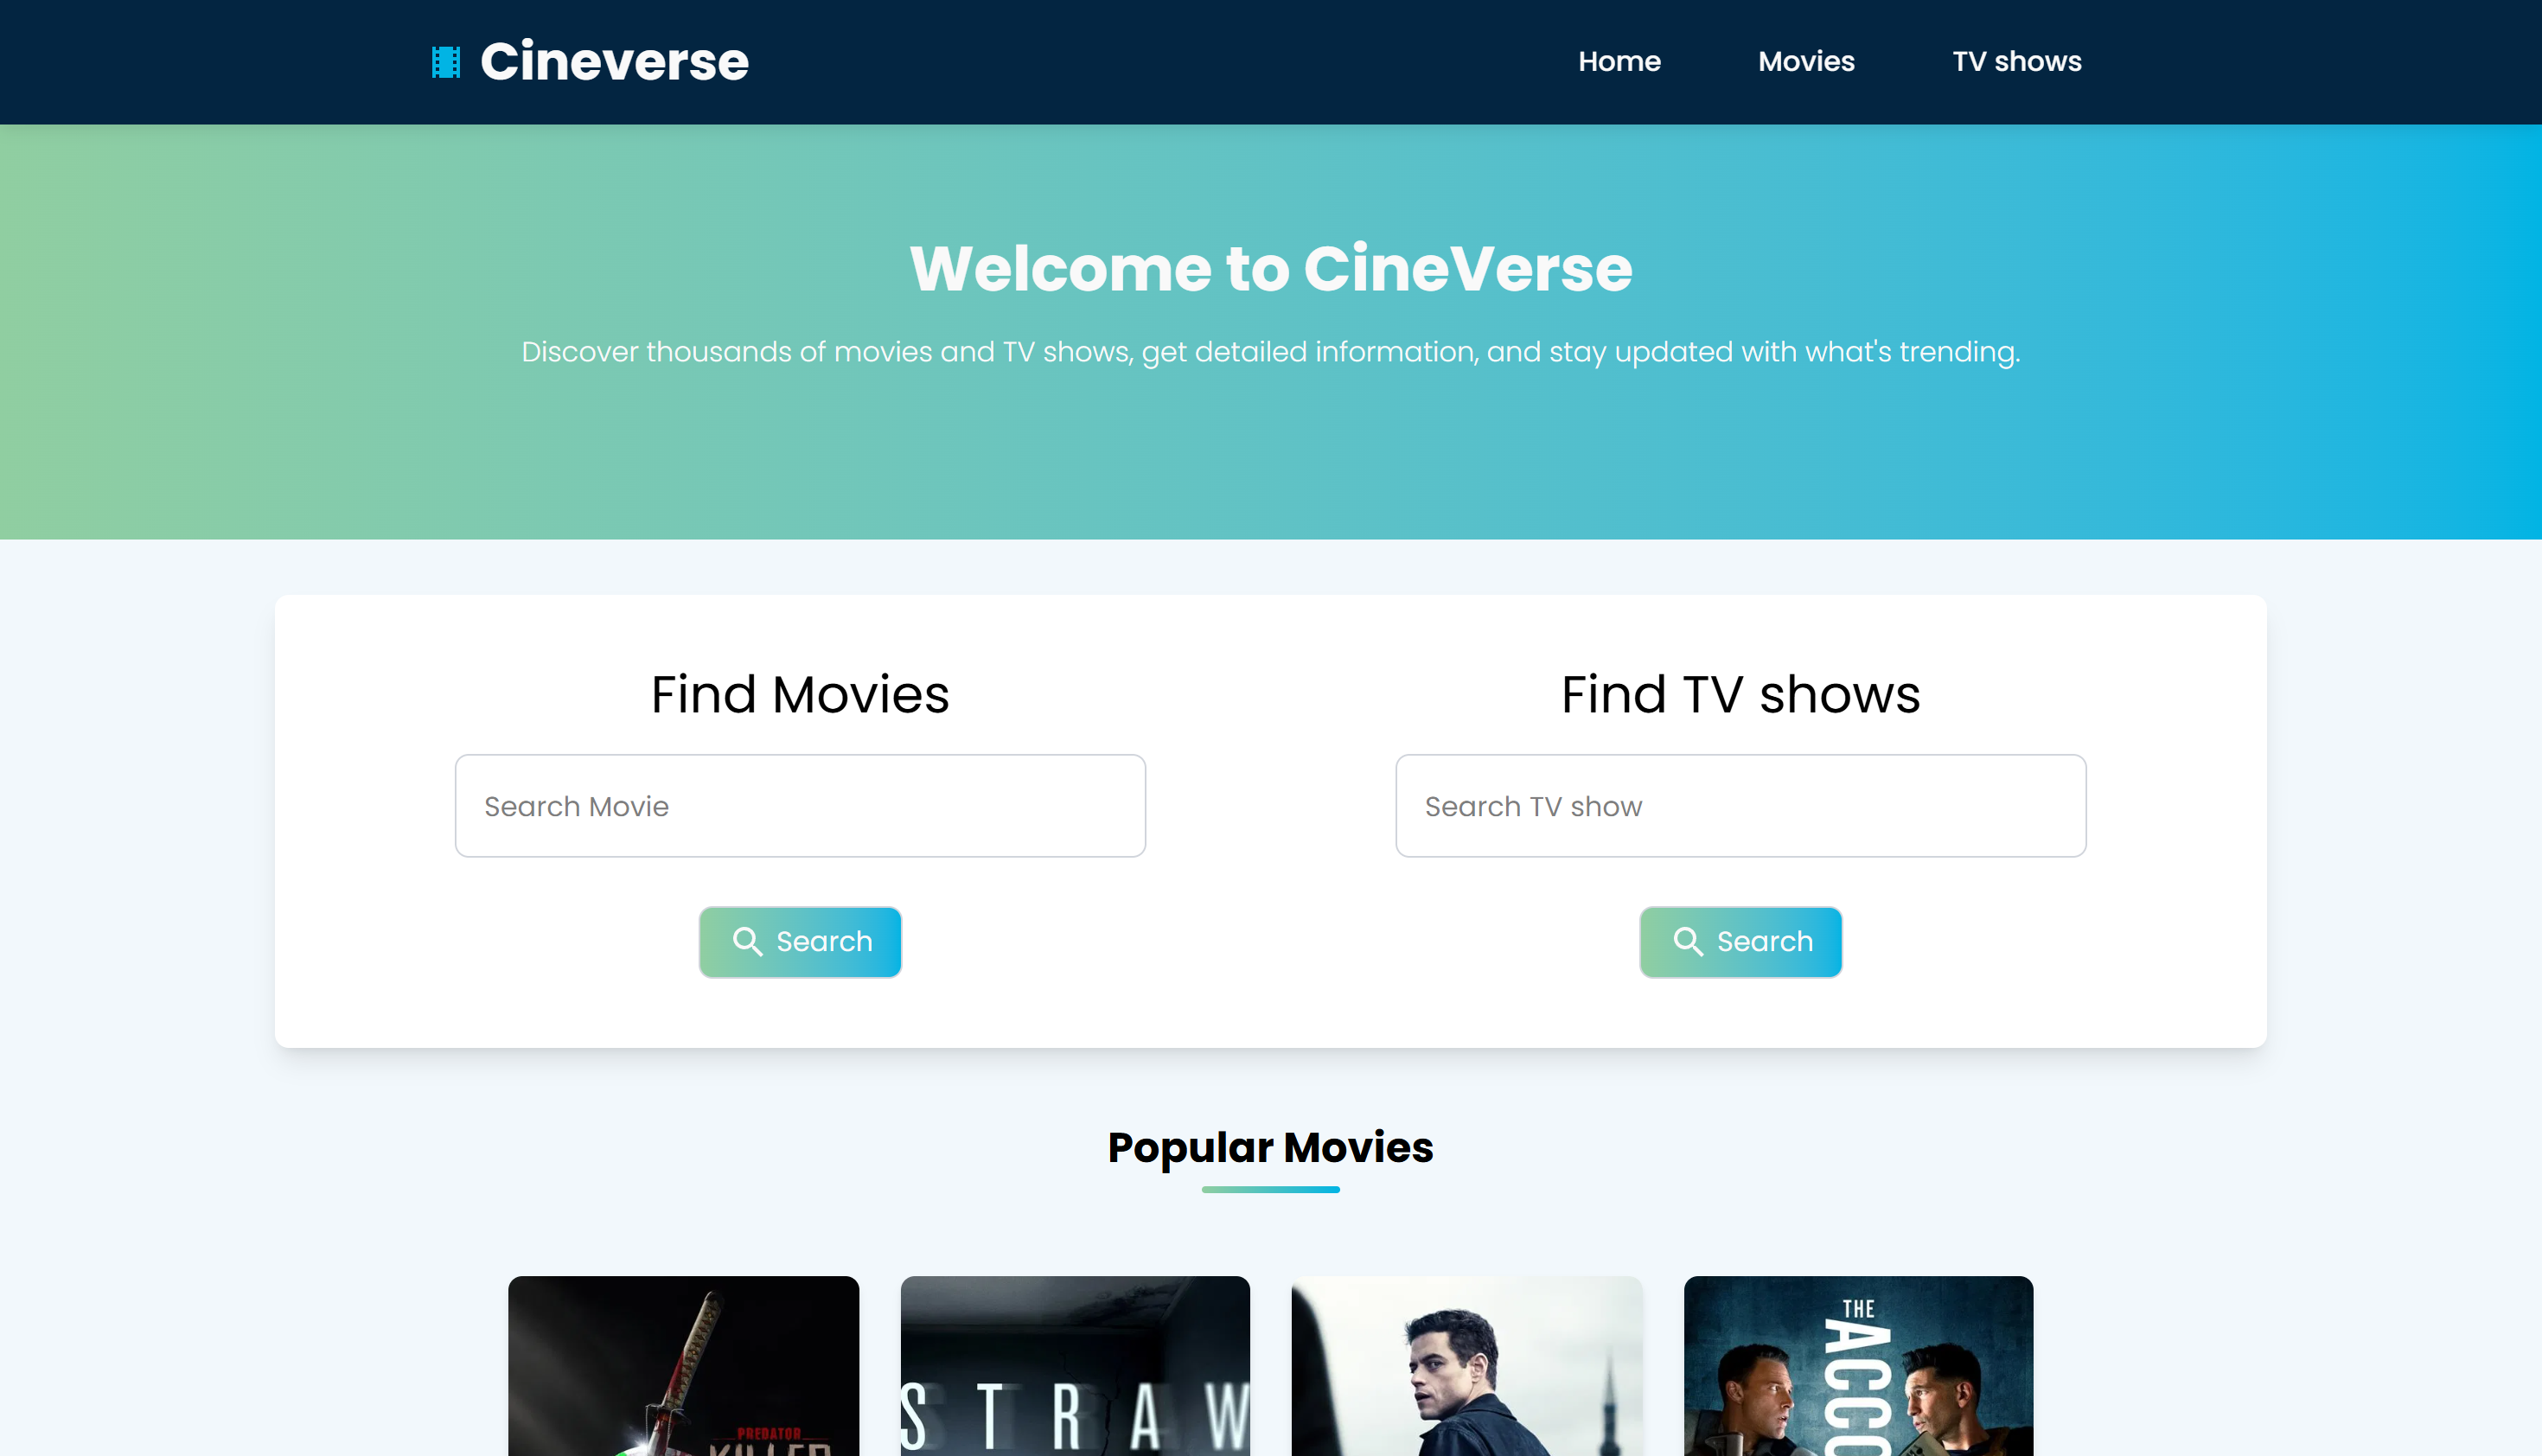 Cineverse
Home
Movies
TV shows
Welcome to CineVerse
Discover thousands of movies and TV shows, get detailed information, and stay updated with what's trending.
Find Movies
Find TV shows
Search Movie
Search TV show
Search
Search
Popular Movies
PREDATOR
KILLER
STRAW
THE
ACCO